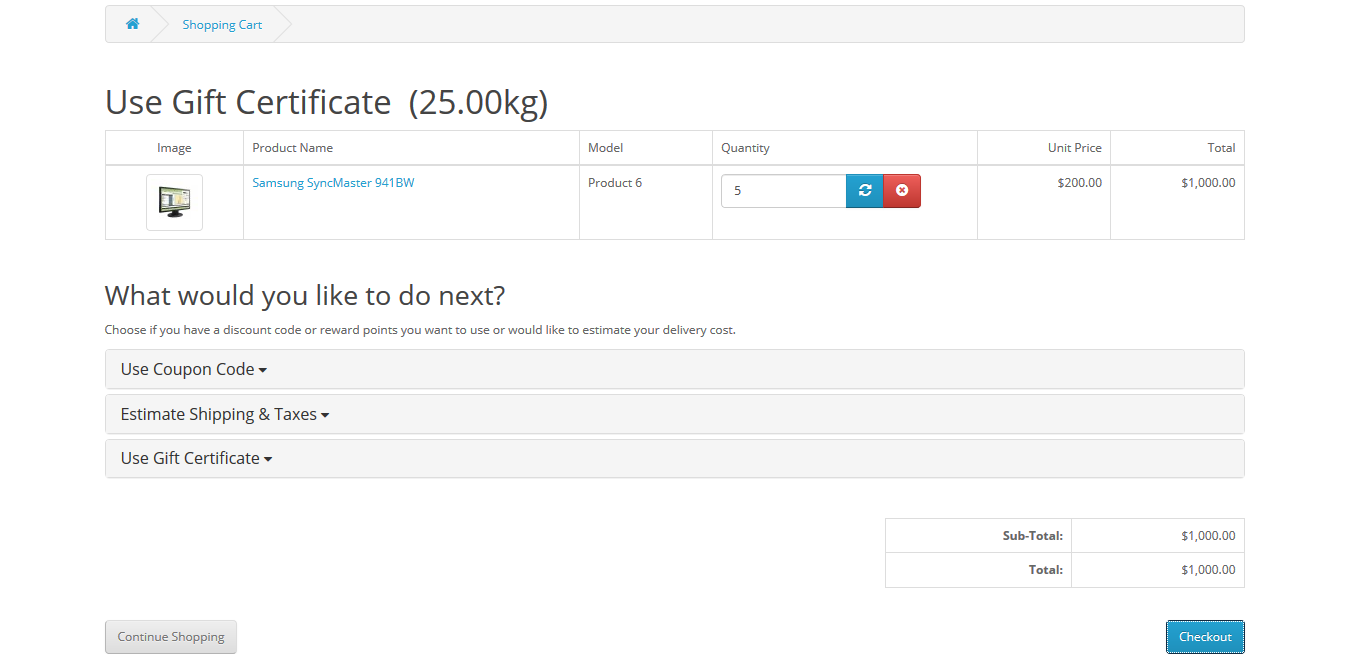 Shopping Cart
Use Gift Certificate (25.00kg)
Image Product Name Model Quantity Unit Price Total
Samsung SyncMaster 941BW Product 6 5 $200.00 $1,000.00
What would you like to do next?
Choose if you have a discount code or reward points you want to use or would like to estimate your delivery cost.
Use Coupon Code
Estimate Shipping & Taxes
Use Gift Certificate
Sub-Total: $1,000.00
Total: $1,000.00
Continue Shopping Checkout